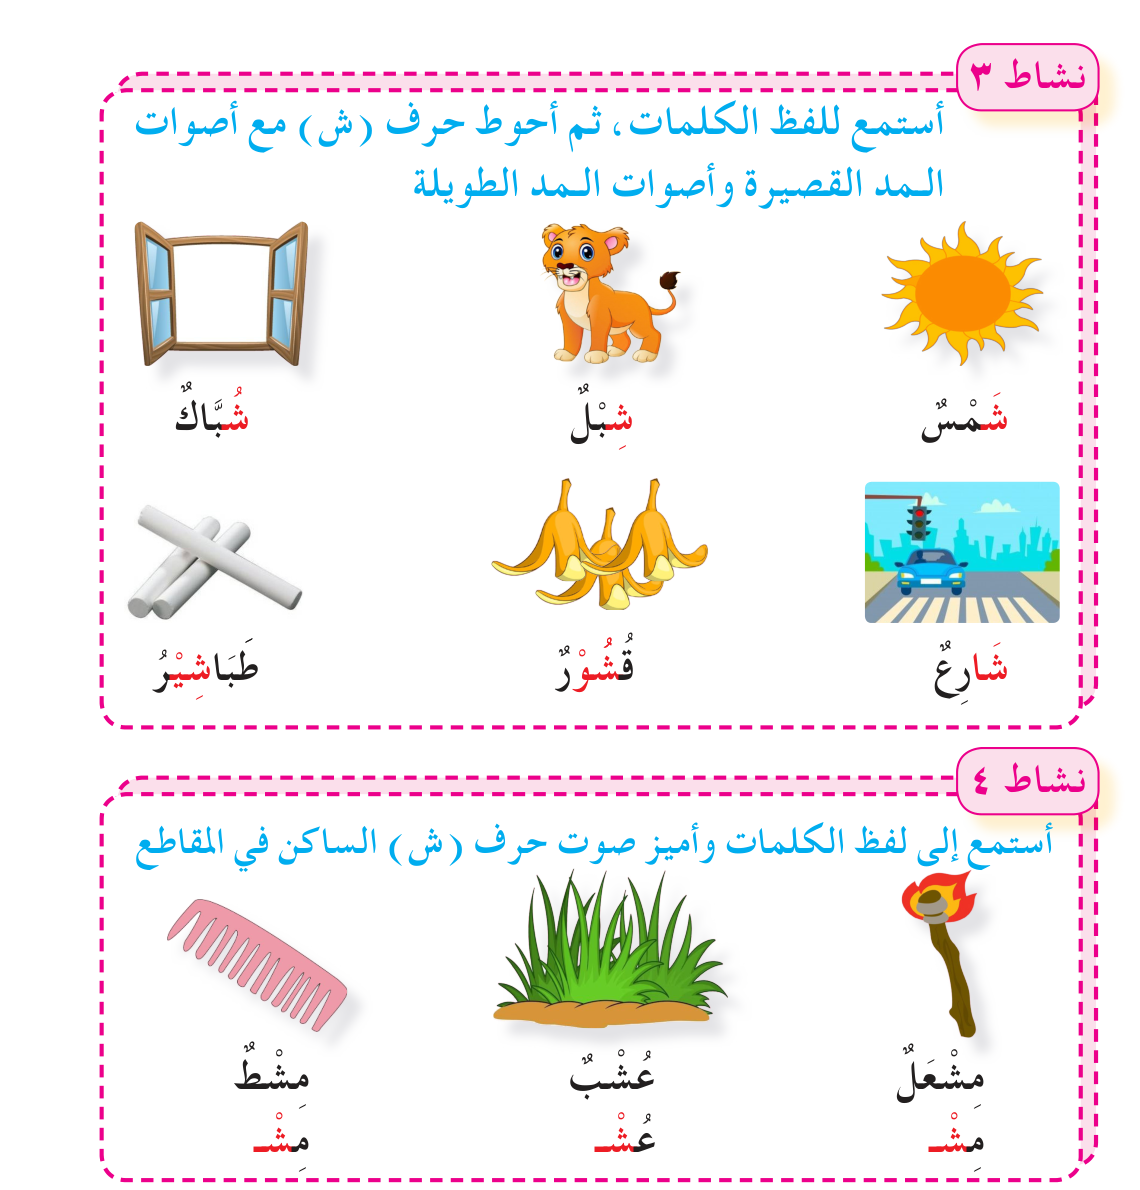 نشاط ٣
أستمع للفظ الكلمات، ثم أحوط حرف (ش) مع أصوات
الـمد القصيرة وأصوات الـمد الطويلة
شَمْسٌ شِبْلٌ شُبَّاكٌ
شَارِعٌ قُشُوْرٌ طَبَاشِيْرُ
نشاط ٤
أستمع إلى لفظ الكلمات وأميز صوت حرف (ش) الساكن في المقاطع
مِشْعَلٌ عُشْبٌ مِشْطٌ
مِشْـ عُشْـ مِشْـ